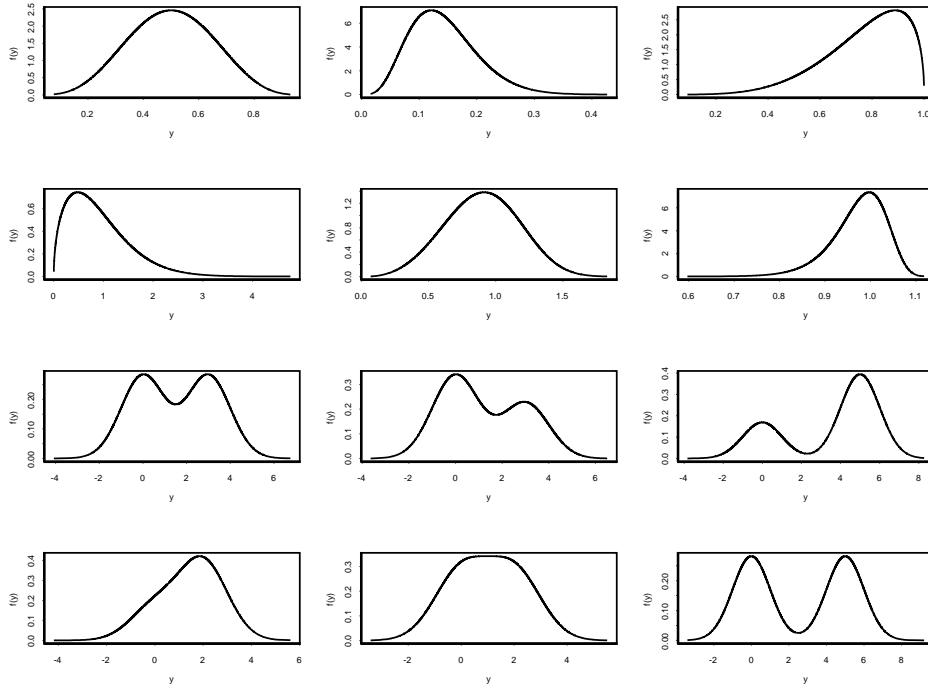 f(y)
0.0 0.5 1.0 1.5 2.0 2.5
0.2 0.4 0.6 0.8
y
f(y)
0 2 4 6
0.0 0.1 0.2 0.3 0.4
y
f(y)
0.0 0.5 1.0 1.5 2.0 2.5
0.2 0.4 0.6 0.8 1.0
y
f(y)
0.0 0.2 0.4 0.6
0 1 2 3 4
y
f(y)
0.0 0.4 0.8 1.2
0.0 0.5 1.0 1.5
y
f(y)
0 2 4 6
0.6 0.7 0.8 0.9 1.0 1.1
y
f(y)
0.00 0.10 0.20
-4 -2 0 2 4 6
y
f(y)
0.0 0.1 0.2 0.3
-4 -2 0 2 4 6
y
f(y)
0.0 0.1 0.2 0.3 0.4
-4 -2 0 2 4 6 8
y
f(y)
0.0 0.1 0.2 0.3 0.4
-4 -2 0 2 4 6
y
f(y)
0.0 0.1 0.2 0.3
-2 0 2 4
y
f(y)
0.00 0.10 0.20
-2 0 2 4 6 8
y